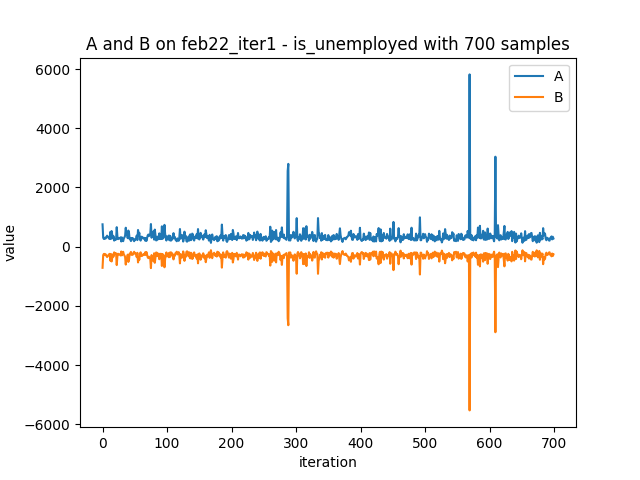 A and B on feb22_iter1 - is_unemployed with 700 samples
6000
4000
2000
0
−2000
−4000
−6000
value
A
B
0 100 200 300 400 500 600 700
iteration